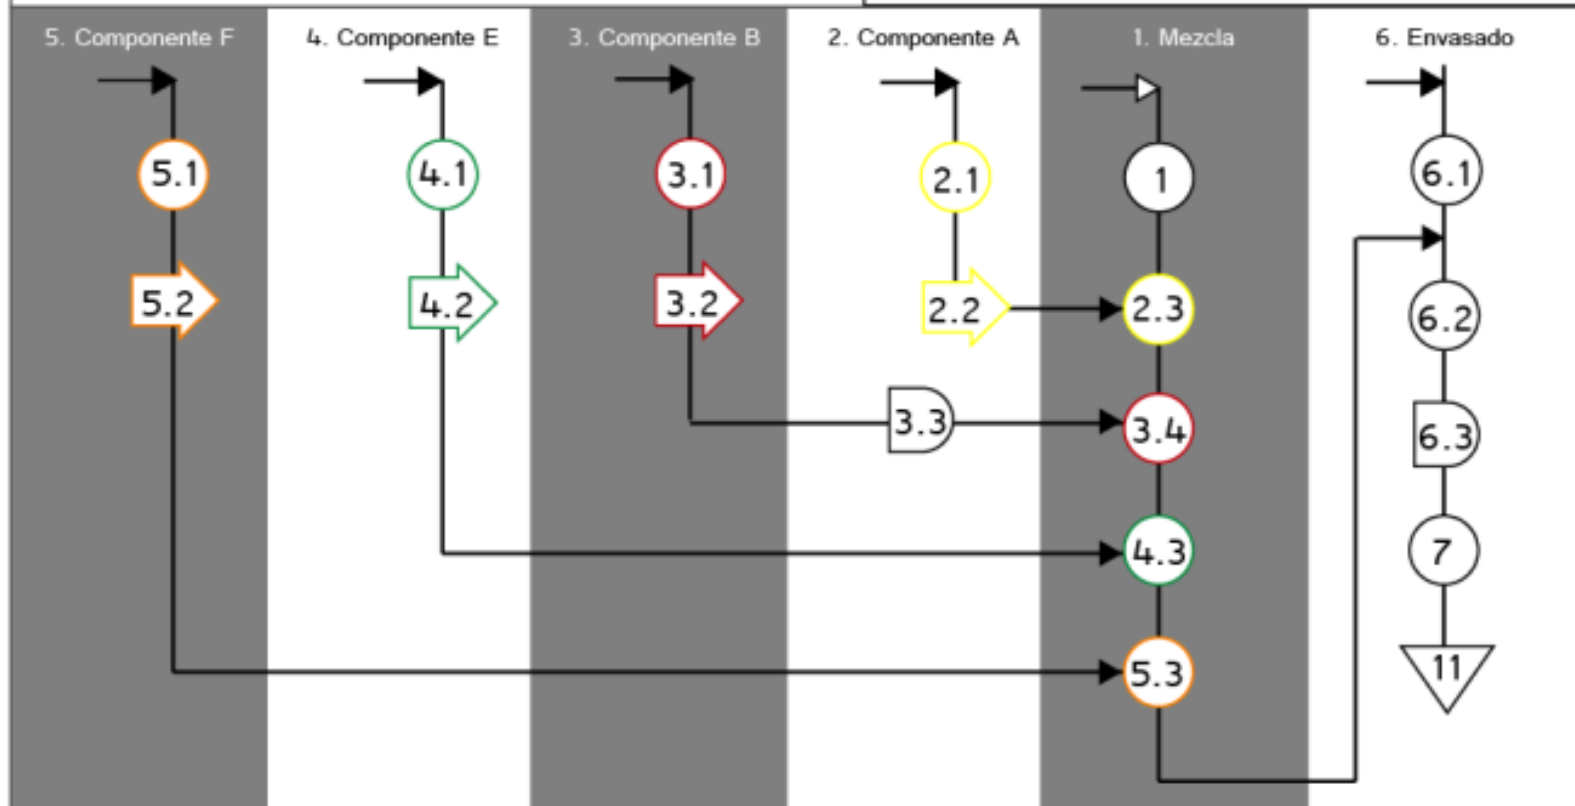 5. Componente F 4. Componente E 3. Componente B 2. Componente A 1. Mezcla 6. Envasado
5.1 4.1 3.1 2.1 1 6.1
5.2 4.2 3.2 2.2 2.3 6.2
3.3 3.4 6.3
4.3 7
5.3 11